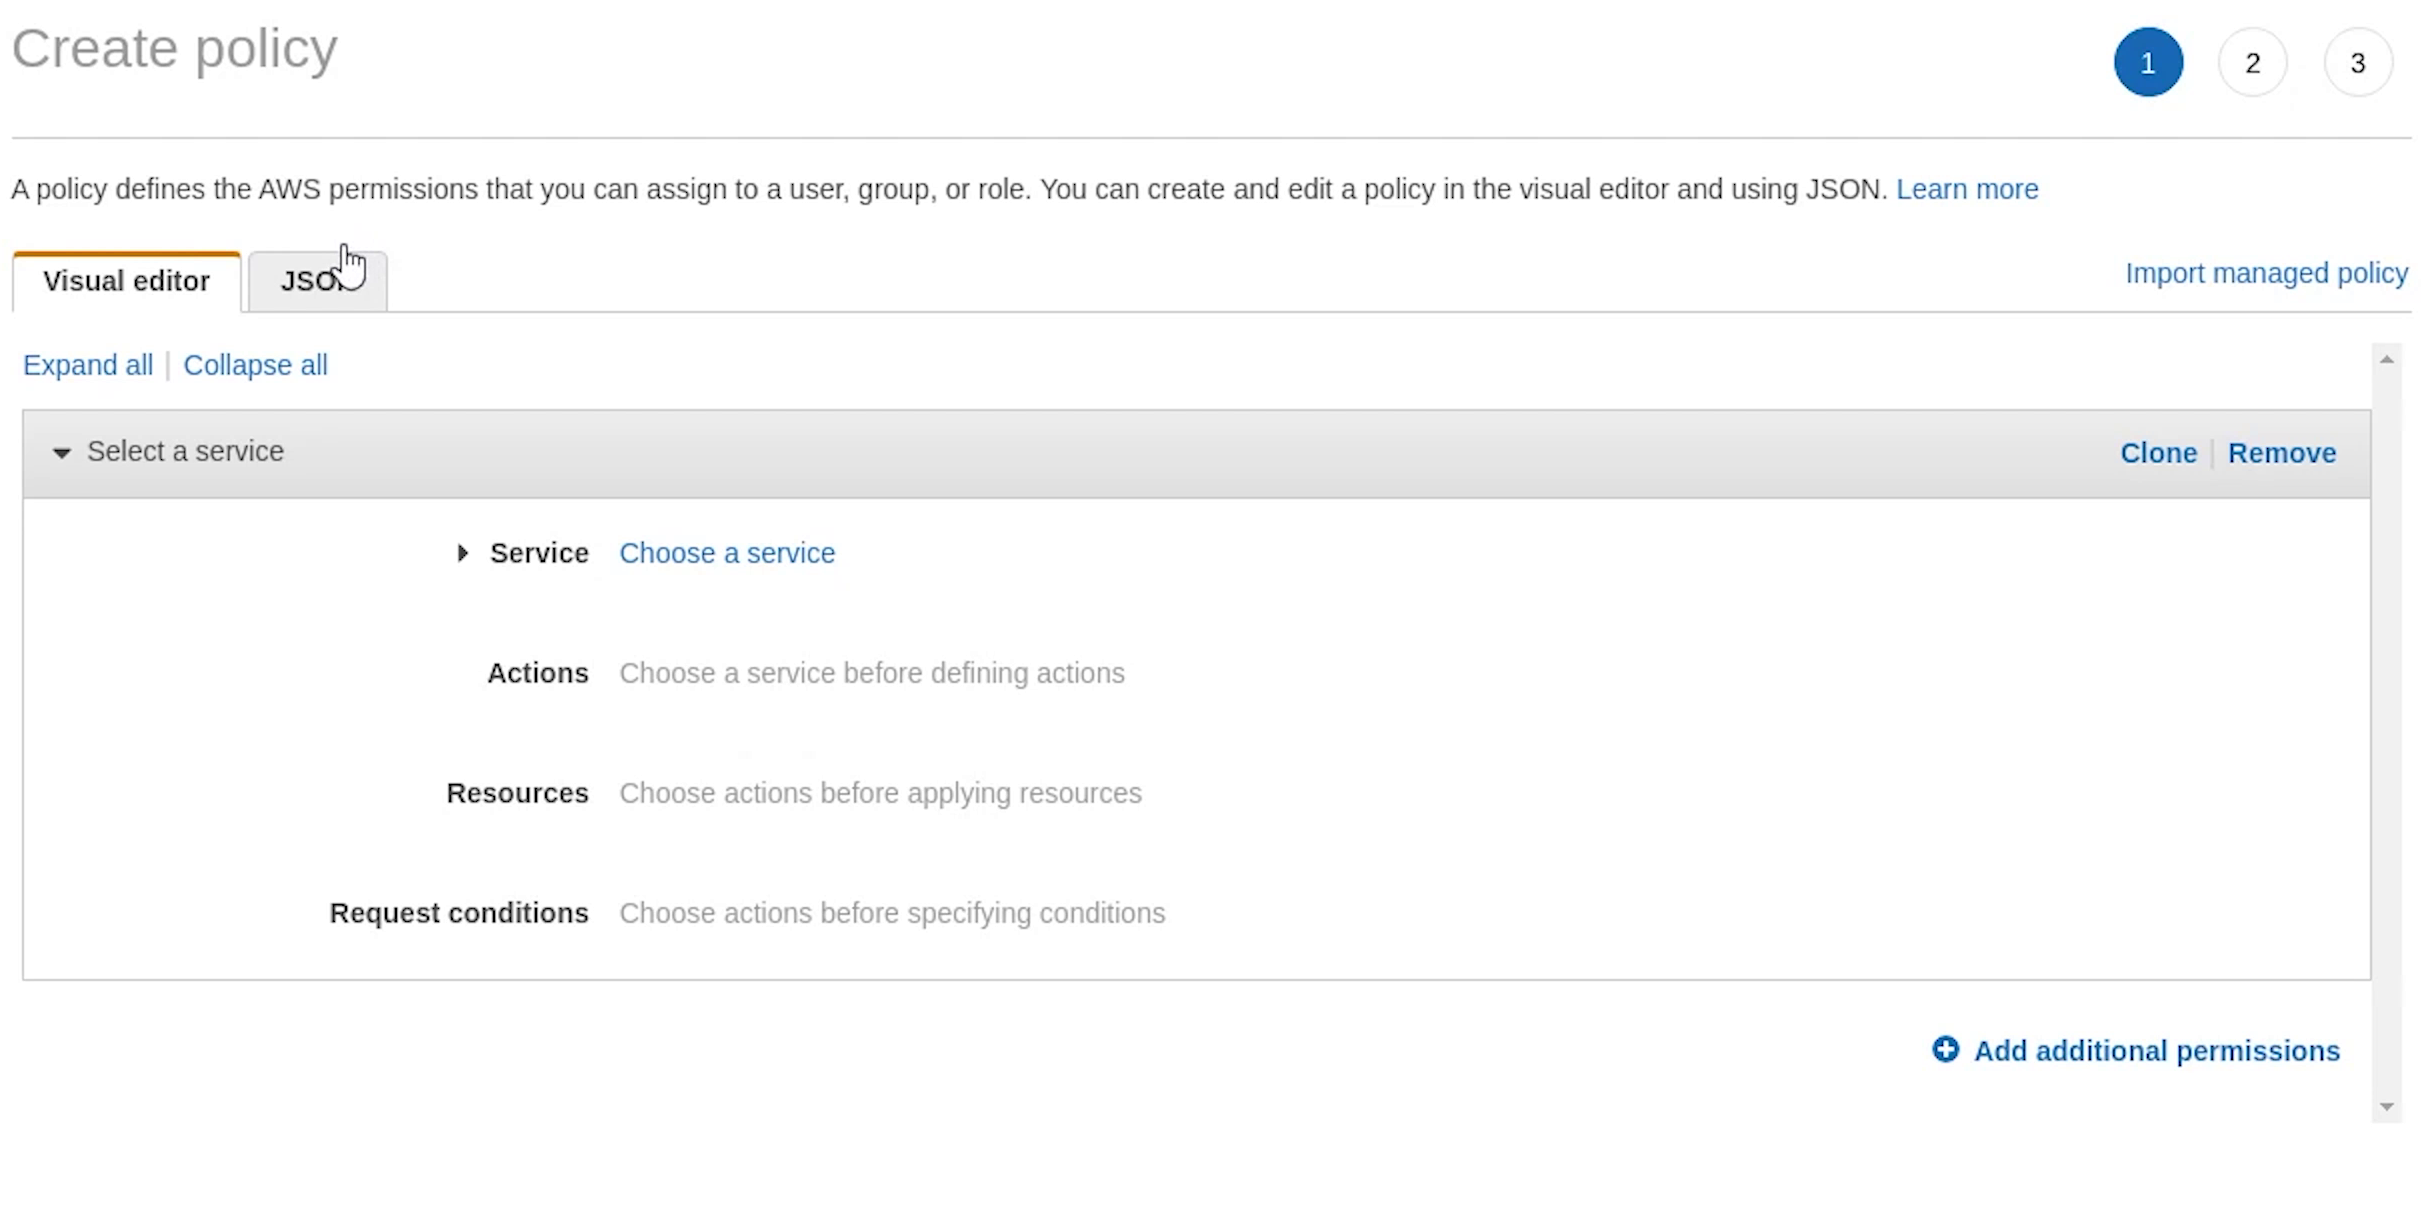 Create policy
1 2 3
A policy defines the AWS permissions that you can assign to a user, group, or role. You can create and edit a policy in the visual editor and using JSON. Learn more
Visual editor JSON Import managed policy
Expand all | Collapse all
Select a service Clone | Remove
Service Choose a service
Actions Choose a service before defining actions
Resources Choose actions before applying resources
Request conditions Choose actions before specifying conditions
Add additional permissions